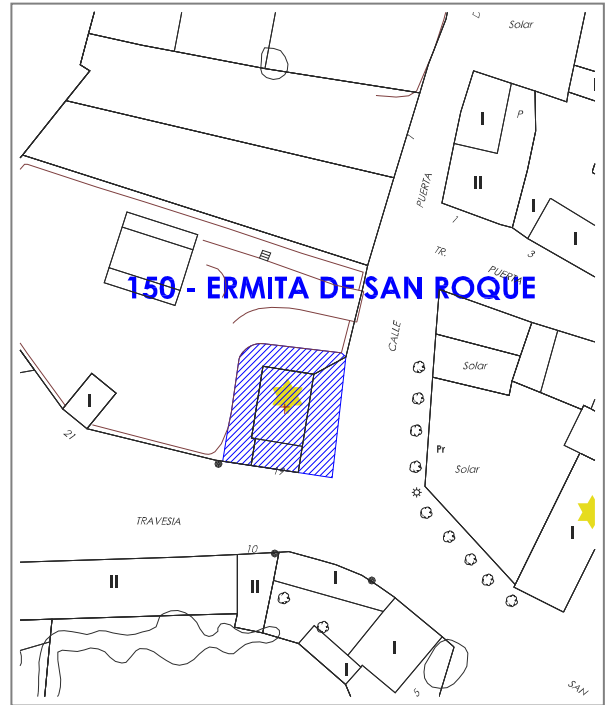 Solar
I
P
II
PUERTA
1
I
I
3
TR.
PUERTA
150 - ERMITA DE SAN ROQUE
CALLE
Solar
I
21
Pr
Solar
TRAVESIA
I
10
II
II
I
I
I
5
SAN